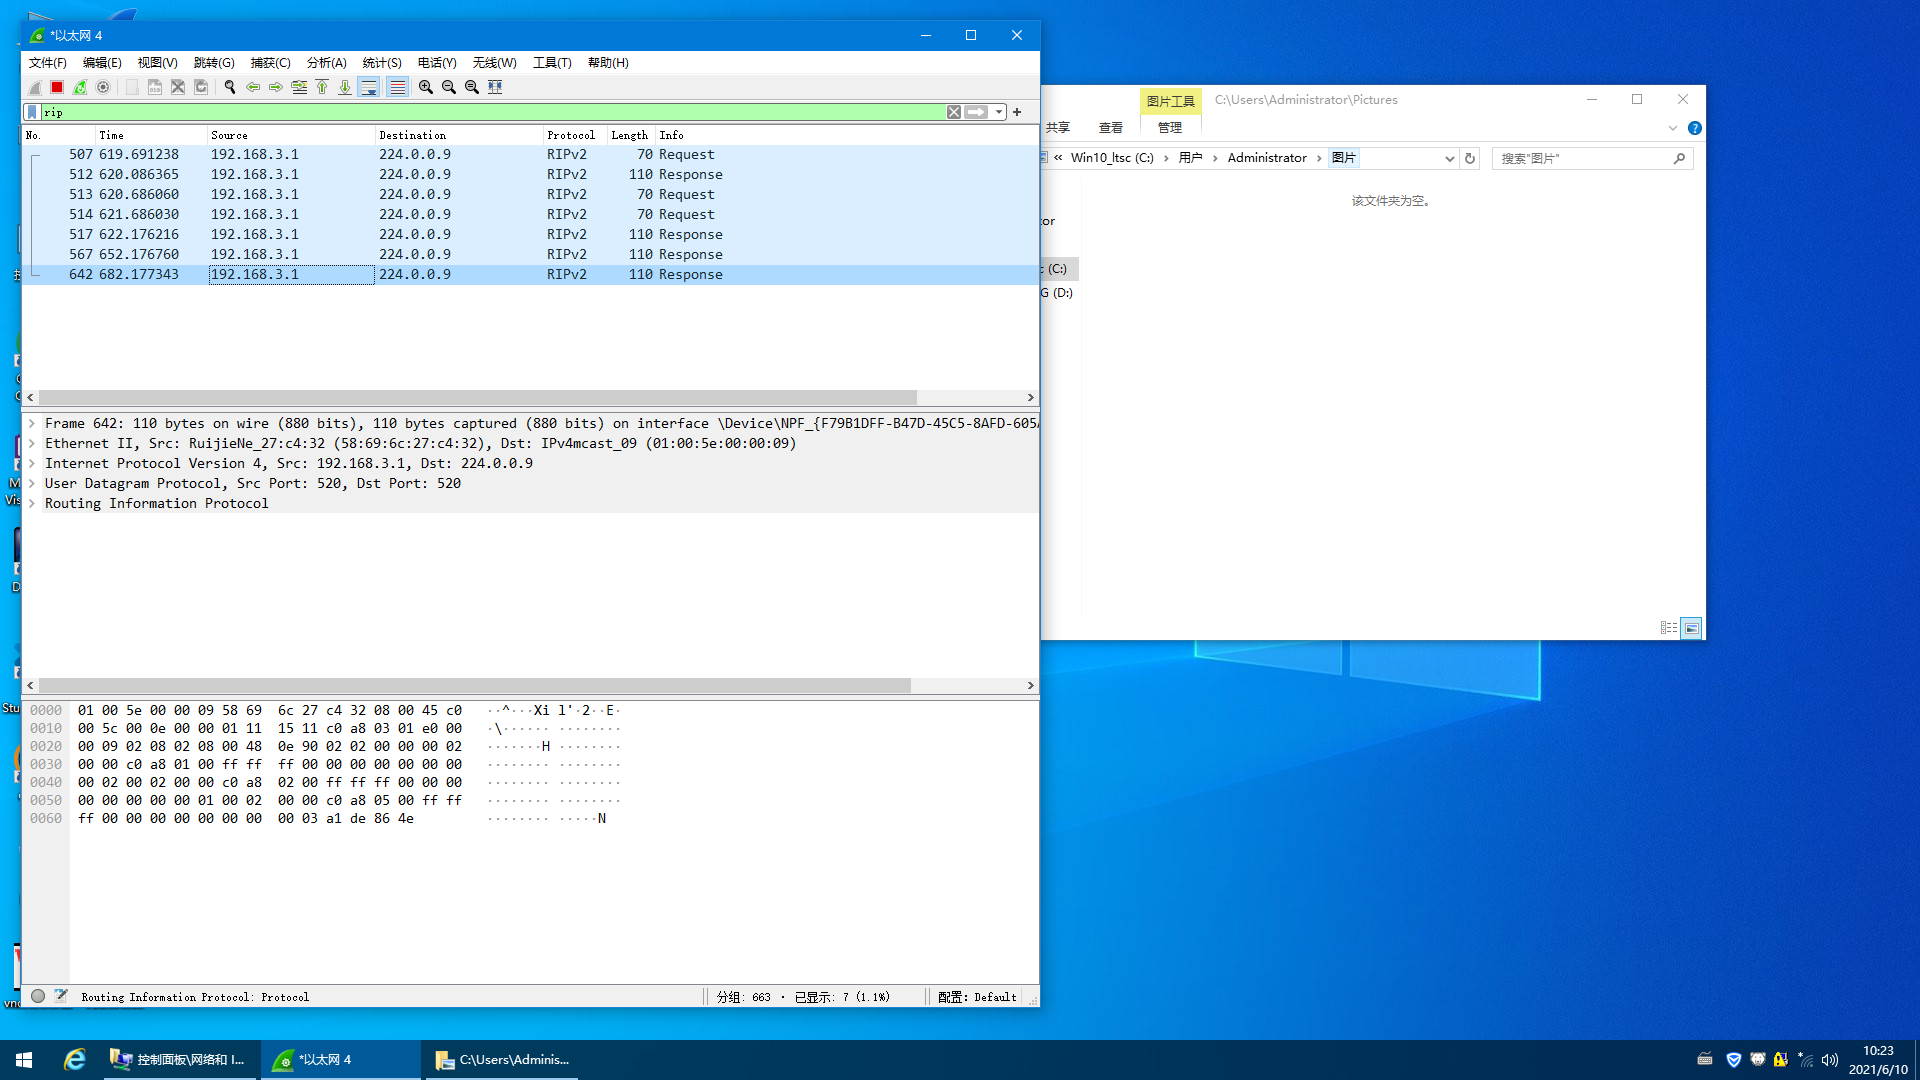 *以太网 4
文件(F) 编辑(E) 视图(V) 跳转(G) 捕获(C) 分析(A) 统计(S) 电话(Y) 无线(W) 工具(T) 帮助(H)
rip
No. Time Source Destination Protocol Length Info
507 619.691238 192.168.3.1 224.0.0.9 RIPv2 70 Request
512 620.086365 192.168.3.1 224.0.0.9 RIPv2 110 Response
513 620.686060 192.168.3.1 224.0.0.9 RIPv2 70 Request
514 621.686030 192.168.3.1 224.0.0.9 RIPv2 70 Request
517 622.176216 192.168.3.1 224.0.0.9 RIPv2 110 Response
567 652.176760 192.168.3.1 224.0.0.9 RIPv2 110 Response
642 682.177343 192.168.3.1 224.0.0.9 RIPv2 110 Response
Frame 642: 110 bytes on wire (880 bits), 110 bytes captured (880 bits) on interface \Device\NPF_{F79B1DFF-B47D-45C5-8AFD-605A
Ethernet II, Src: RuijieNe_27:c4:32 (58:69:6c:27:c4:32), Dst: IPv4mcast_09 (01:00:5e:00:00:09)
Internet Protocol Version 4, Src: 192.168.3.1, Dst: 224.0.0.9
User Datagram Protocol, Src Port: 520, Dst Port: 520
Routing Information Protocol
0000 01 00 5e 00 00 09 58 69 6c 27 c4 32 08 00 45 c0 ··^···Xi l'·2··E·
0010 00 5c 00 0e 00 00 01 11 15 11 c0 a8 03 01 e0 00 ·\······ ········
0020 00 09 02 08 02 08 00 48 0e 90 02 02 00 00 00 02 ·······H ········
0030 00 00 c0 a8 01 00 ff ff ff 00 00 00 00 00 00 00 ········ ········
0040 00 02 00 02 00 00 c0 a8 02 00 ff ff ff 00 00 00 ········ ········
0050 00 00 00 00 00 01 00 02 00 00 c0 a8 05 00 ff ff ········ ········
0060 ff 00 00 00 00 00 00 00 00 03 a1 de 86 4e ········ ·····N
Routing Information Protocol: Protocol 分组: 663 · 已显示: 7 (1.1%) 配置: Default
图片工具 C:\Users\Administrator\Pictures
共享 查看 管理
« Win10_ltsc (C:) › 用户 › Administrator › 图片 搜索"图片"
该文件夹为空。
tor
c (C:)
G (D:)
M
Vis
D
Stu
vnc
控制面板\网络和 I...
*以太网 4
C:\Users\Adminis...
10:23
2021/6/10